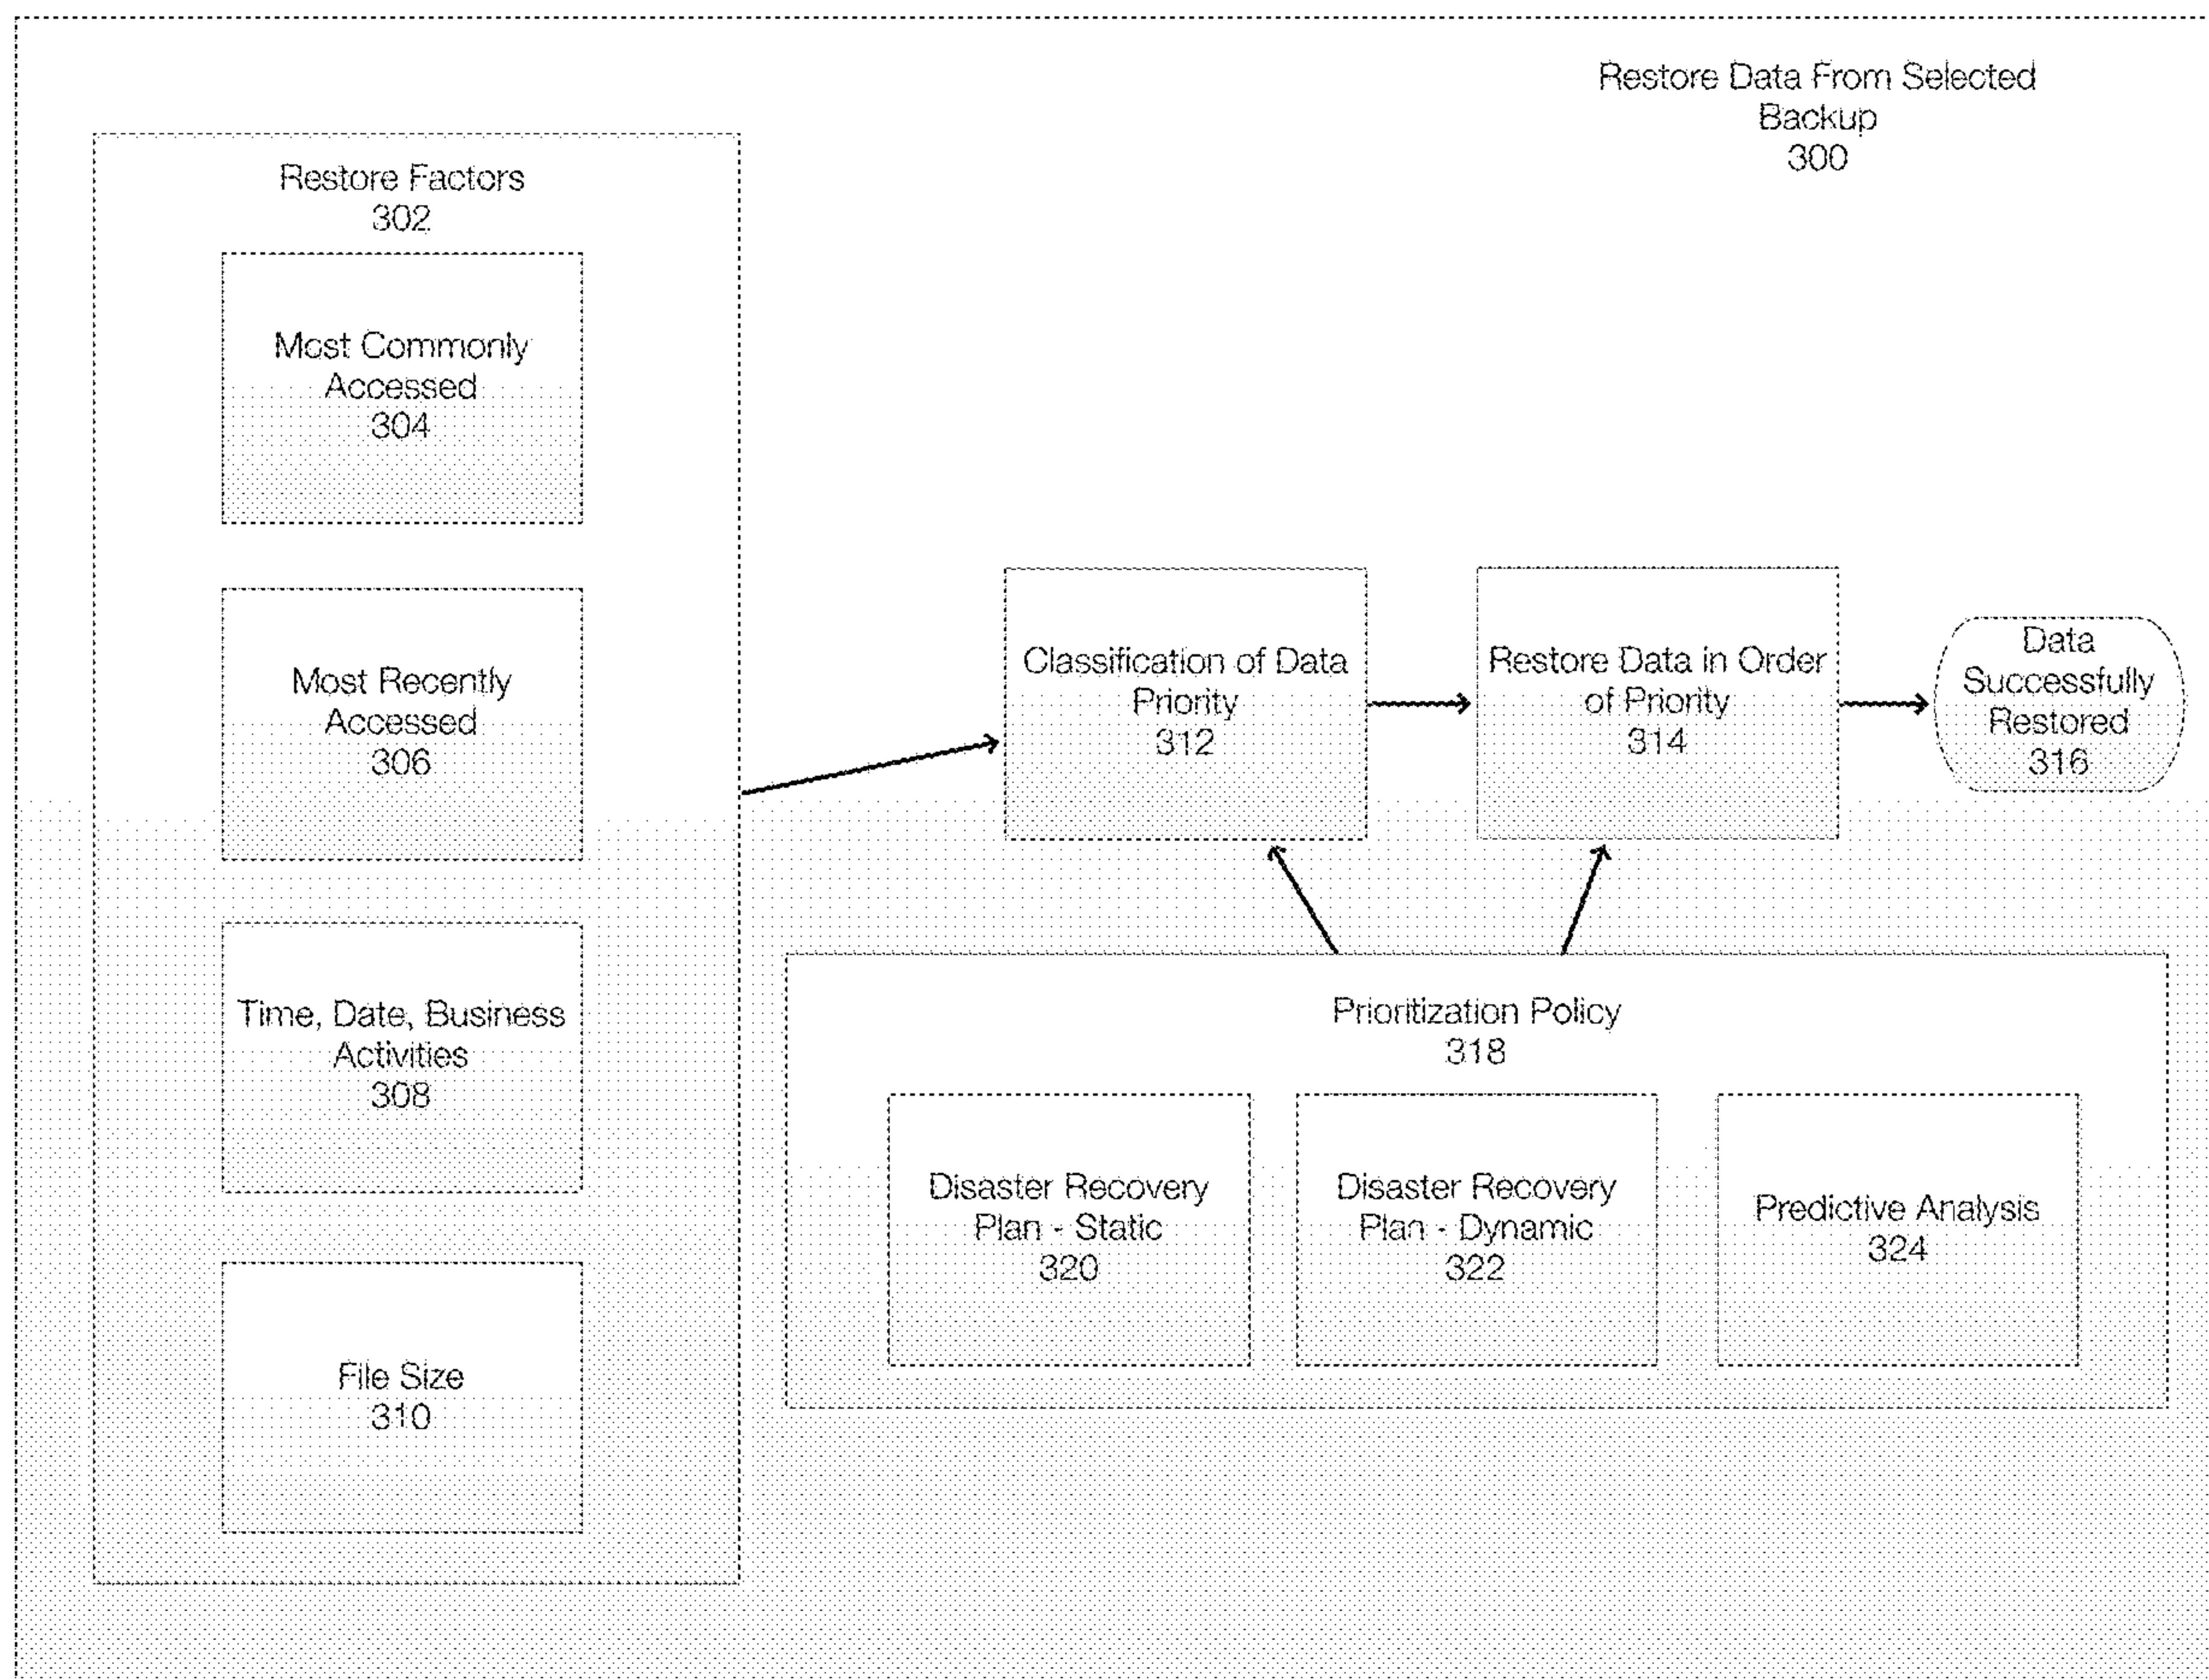 Restore Data From Selected
Backup
300
Restore Factors
302
Most Commonly
Accessed
304
Most Recently
Accessed
306
Time, Date, Business
Activities
308
File Size
310
Classification of Data
Priority
312
Restore Data in Order
of Priority
314
Data
Successfully
Restored
316
Prioritization Policy
318
Disaster Recovery
Plan - Static
320
Disaster Recovery
Plan - Dynamic
322
Predictive Analysis
324